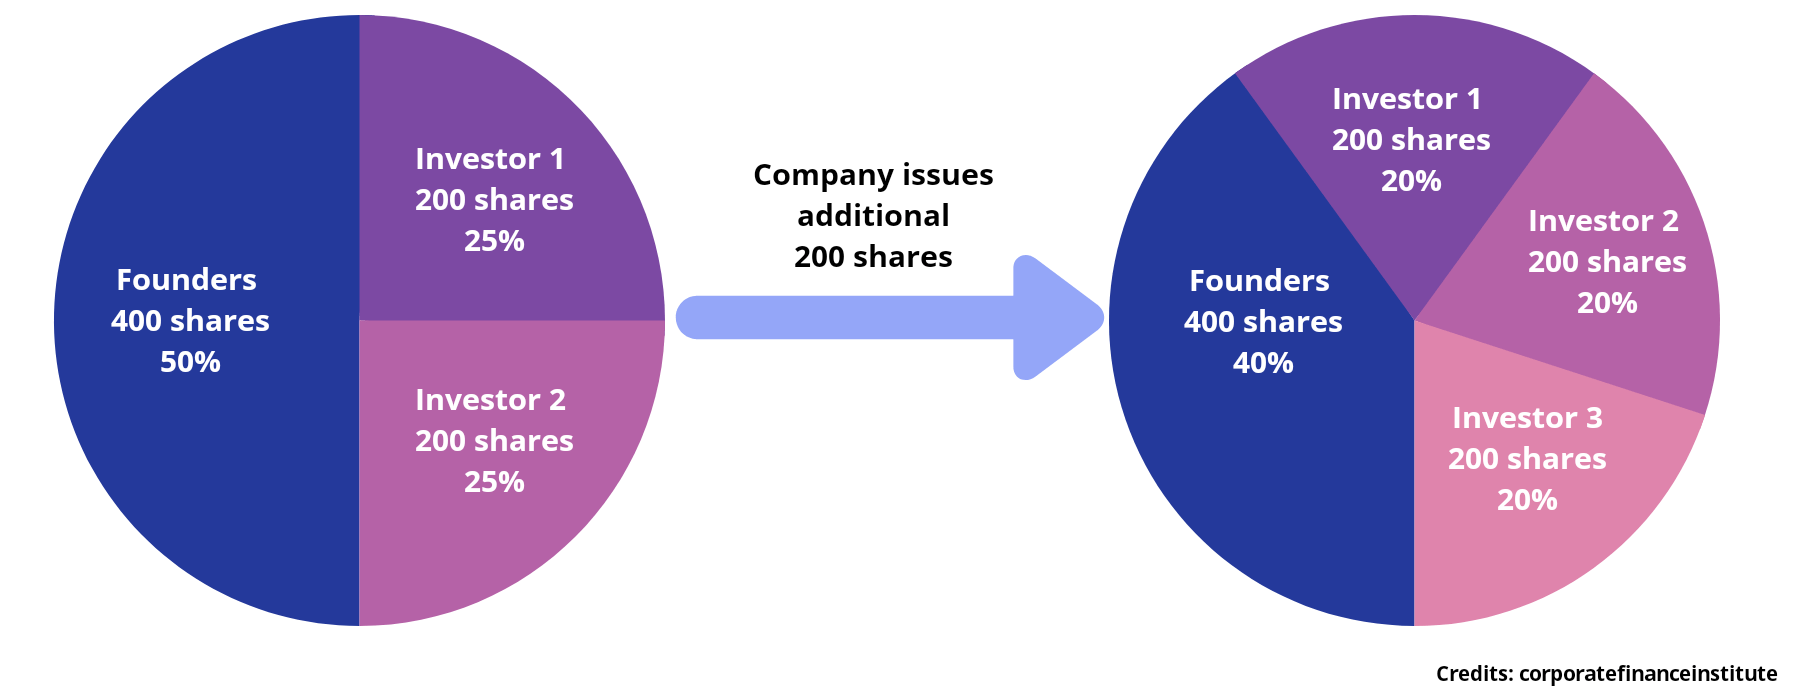 Founders
400 shares
50%
Investor 1
200 shares
25%
Investor 2
200 shares
25%
Company issues
additional
200 shares
Founders
400 shares
40%
Investor 1
200 shares
20%
Investor 2
200 shares
20%
Investor 3
200 shares
20%
Credits: corporatefinanceinstitute